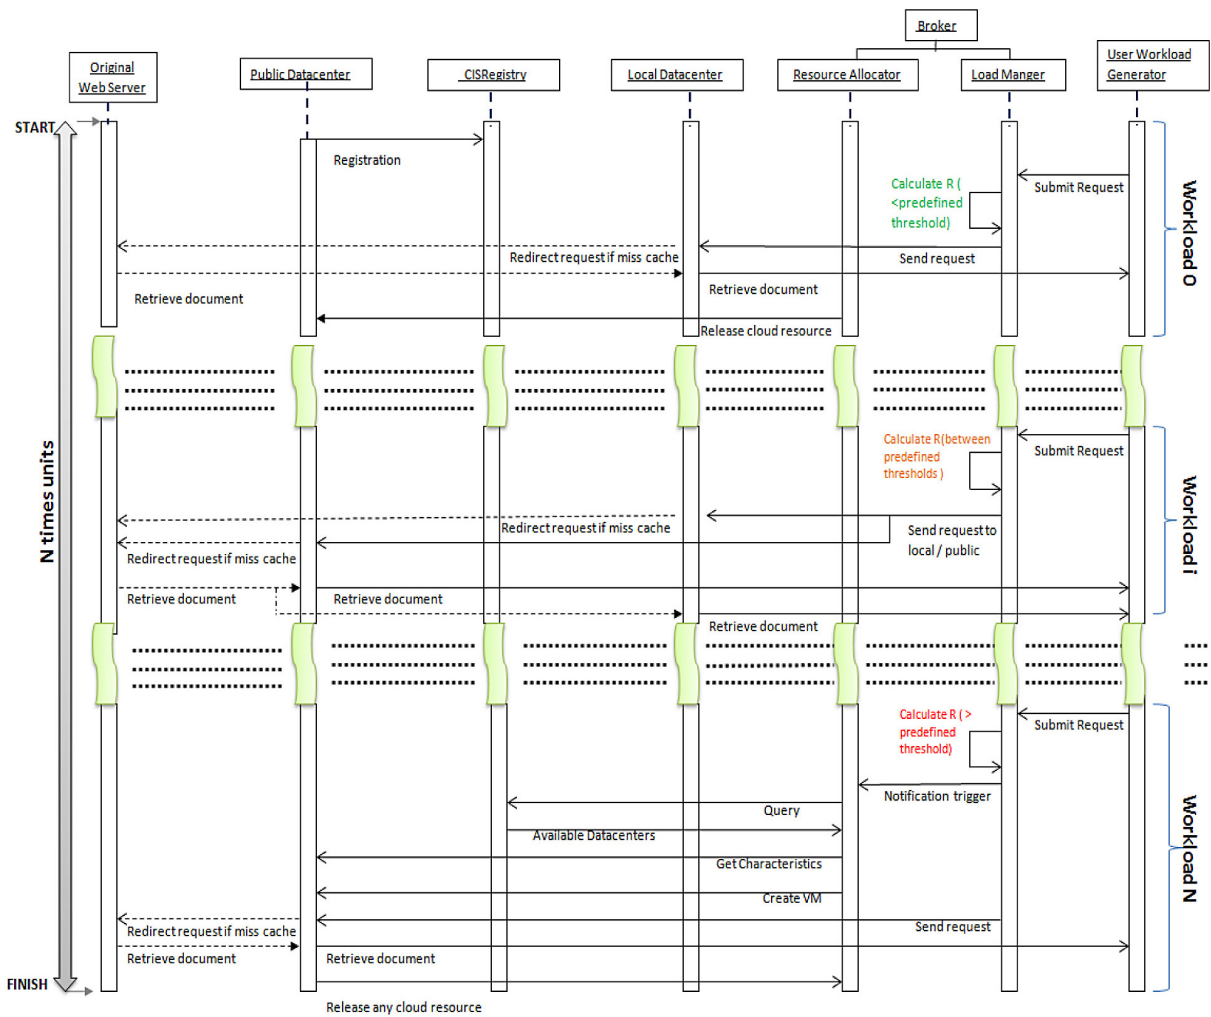 Broker
Original
Web Server
Public Datacenter
CISRegistry
Local Datacenter
Resource Allocator
Load Manger
User Workload
Generator
START
Registration
Calculate R (
<predefined
threshold)
Submit Request
Redirect request if miss cache
Send request
Retrieve document
Retrieve document
Release cloud resource
Workload 0
N times units
Calculate R(between
predefined
thresholds )
Submit Request
Redirect request if miss cache
Send request to
local / public
Redirect request if miss cache
Retrieve document
Retrieve document
Retrieve document
Workload i
Calculate R ( >
predefined
threshold)
Submit Request
Notification trigger
Query
Available Datacenters
Get Characteristics
Create VM
Send request
Redirect request if miss cache
Retrieve document
Retrieve document
Workload N
FINISH
Release any cloud resource